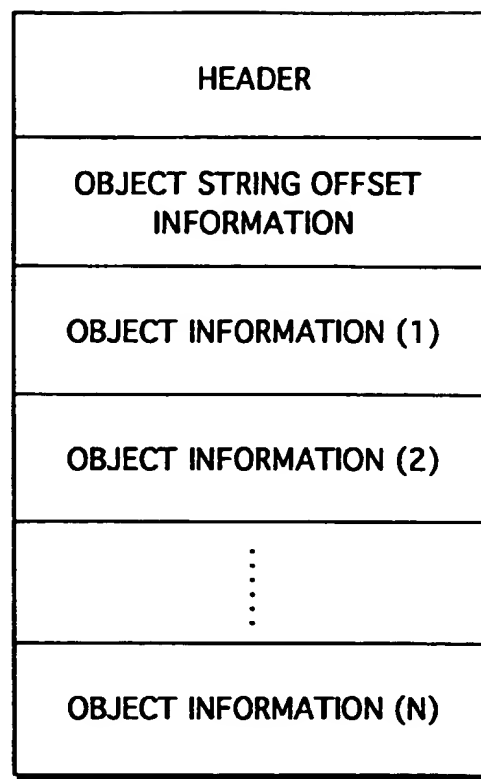 HEADER
OBJECT STRING OFFSET
INFORMATION
OBJECT INFORMATION (1)
OBJECT INFORMATION (2)
OBJECT INFORMATION (N)